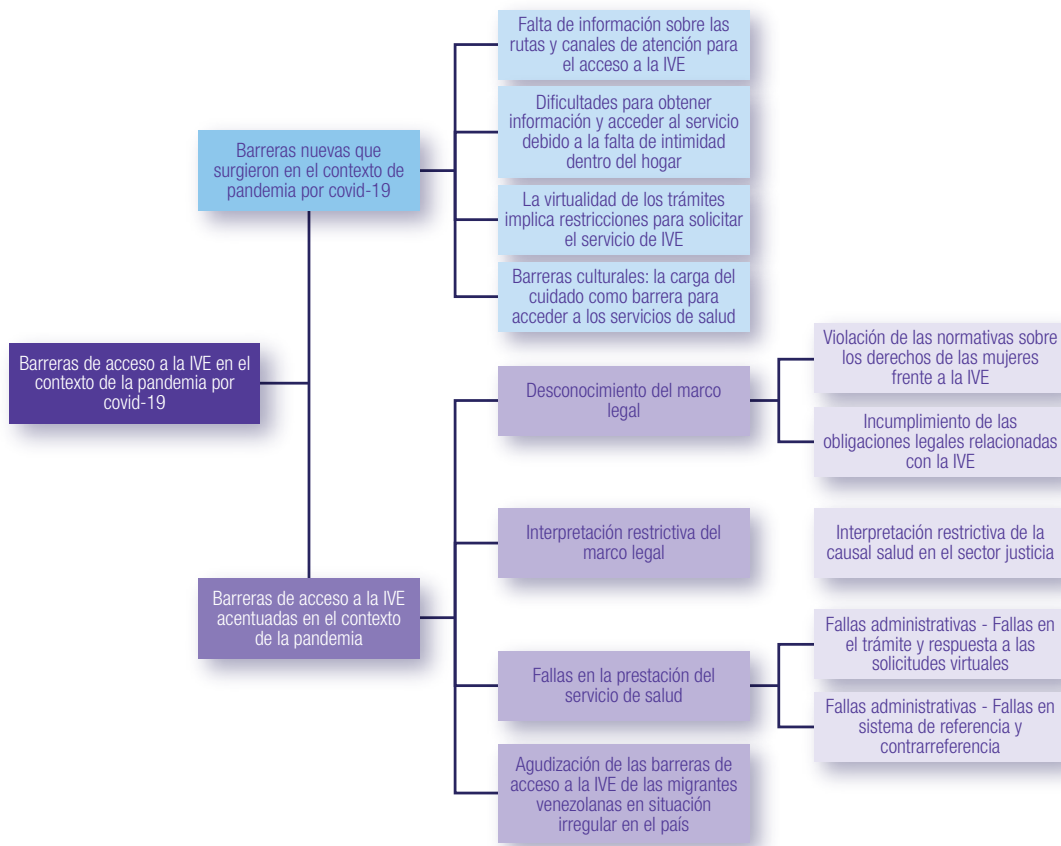 Barreras de acceso a la IVE en el
contexto de la pandemia por
covid-19
Barreras nuevas que
surgieron en el contexto de
pandemia por covid-19
Falta de información sobre las
rutas y canales de atención para
el acceso a la IVE
Dificultades para obtener
información y acceder al servicio
debido a la falta de intimidad
dentro del hogar
La virtualidad de los trámites
implica restricciones para solicitar
el servicio de IVE
Barreras culturales: la carga del
cuidado como barrera para
acceder a los servicios de salud
Barreras de acceso a la IVE
acentuadas en el contexto
de la pandemia
Desconocimiento del marco
legal
Violación de las normativas sobre
los derechos de las mujeres
frente a la IVE
Incumplimiento de las
obligaciones legales relacionadas
con la IVE
Interpretación restrictiva del
marco legal
Interpretación restrictiva de la
causal salud en el sector justicia
Fallas en la prestación del
servicio de salud
Fallas administrativas - Fallas en
el trámite y respuesta a las
solicitudes virtuales
Fallas administrativas - Fallas en
sistema de referencia y
contrarreferencia
Agudización de las barreras de
acceso a la IVE de las migrantes
venezolanas en situación
irregular en el país